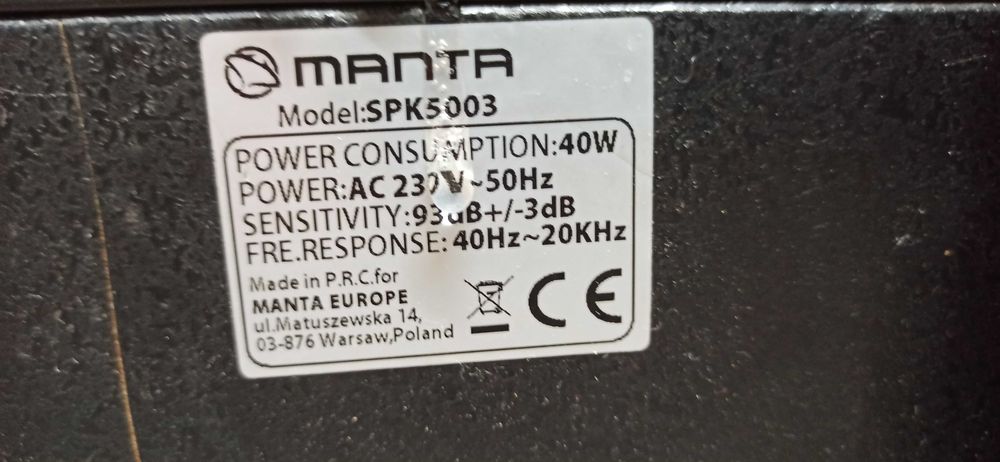 MANTA
Model:SPK5003
POWER CONSUMPTION:40W
POWER:AC 230V~50Hz
SENSITIVITY:93dB+/-3dB
FRE.RESPONSE: 40Hz~20KHz
Made in P.R.C.for
MANTA EUROPE
ul.Matuszewska 14,
03-876 Warsaw,Poland
CE